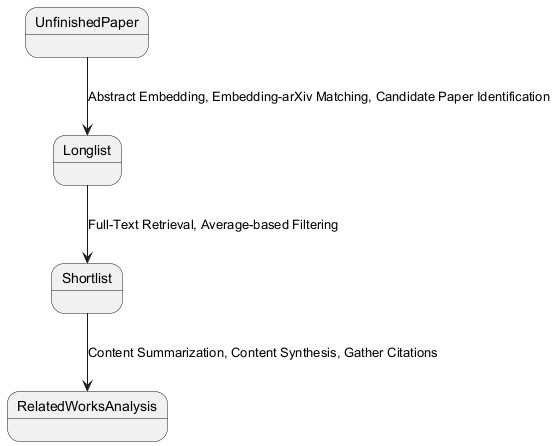 UnfinishedPaper
Abstract Embedding, Embedding-arXiv Matching, Candidate Paper Identification
Longlist
Full-Text Retrieval, Average-based Filtering
Shortlist
Content Summarization, Content Synthesis, Gather Citations
RelatedWorksAnalysis